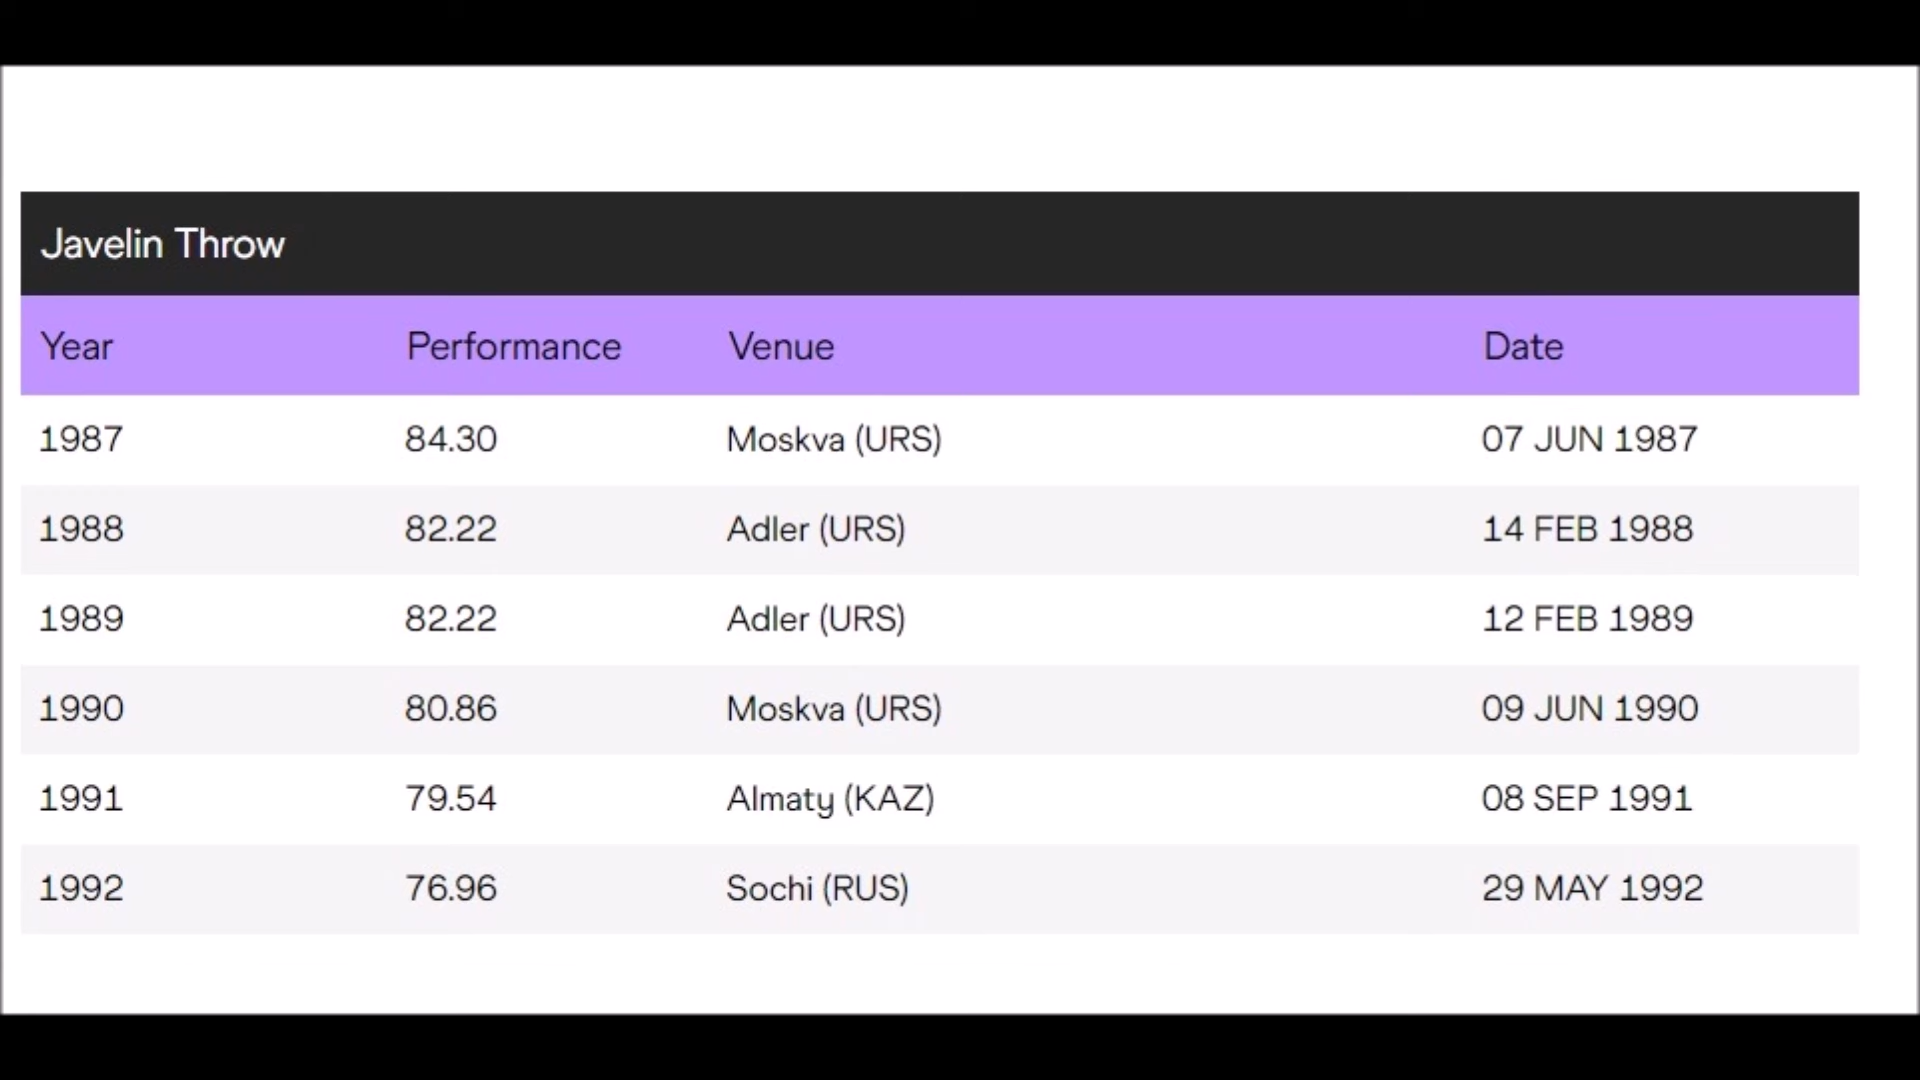 Javelin Throw
Year Performance Venue Date
1987 84.30 Moskva (URS) 07 JUN 1987
1988 82.22 Adler (URS) 14 FEB 1988
1989 82.22 Adler (URS) 12 FEB 1989
1990 80.86 Moskva (URS) 09 JUN 1990
1991 79.54 Almaty (KAZ) 08 SEP 1991
1992 76.96 Sochi (RUS) 29 MAY 1992